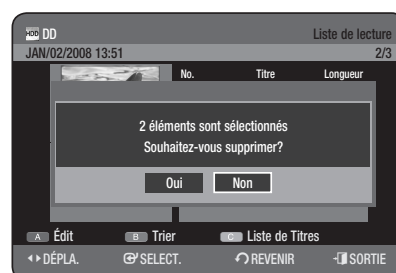 HDD DD Liste de lecture
JAN/02/2008 13:51 2/3
No. Titre Longueur
2 éléments sont sélectionnés
Souhaitez-vous supprimer?
Oui Non
A Édit B Trier C Liste de Titres
DÉPLA. SELECT. REVENIR SORTIE